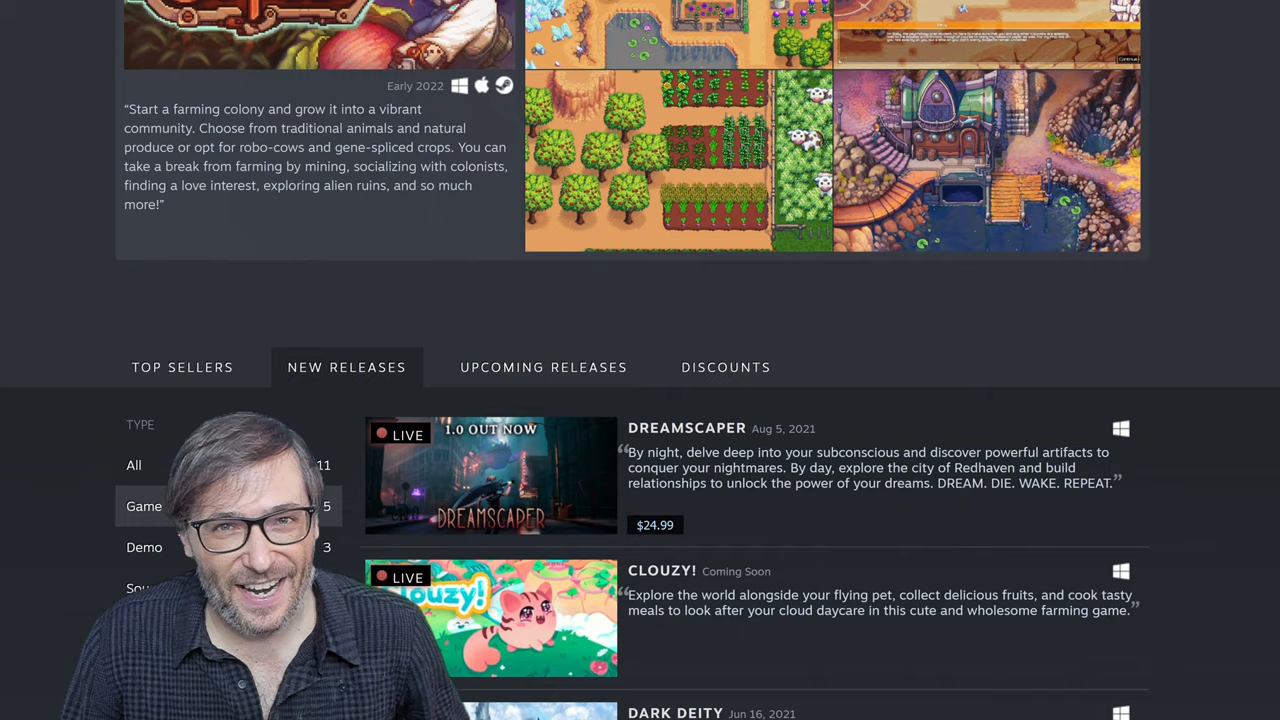 Continue
Early 2022
“Start a farming colony and grow it into a vibrant
community. Choose from traditional animals and natural
produce or opt for robo-cows and gene-spliced crops. You can
take a break from farming by mining, socializing with colonists,
finding a love interest, exploring alien ruins, and so much
more!”
TOP SELLERS
NEW RELEASES
UPCOMING RELEASES
DISCOUNTS
TYPE
All
11
Game
5
Demo
3
LIVE
1.0 OUT NOW
DREAMSCAPER
DREAMSCAPER Aug 5, 2021
“By night, delve deep into your subconscious and discover powerful artifacts to
conquer your nightmares. By day, explore the city of Redhaven and build
relationships to unlock the power of your dreams. DREAM. DIE. WAKE. REPEAT.”
$24.99
LIVE
louzy!
CLOUZY! Coming Soon
“Explore the world alongside your flying pet, collect delicious fruits, and cook tasty
meals to look after your cloud daycare in this cute and wholesome farming game.”
DARK DEITY Jun 16, 2021